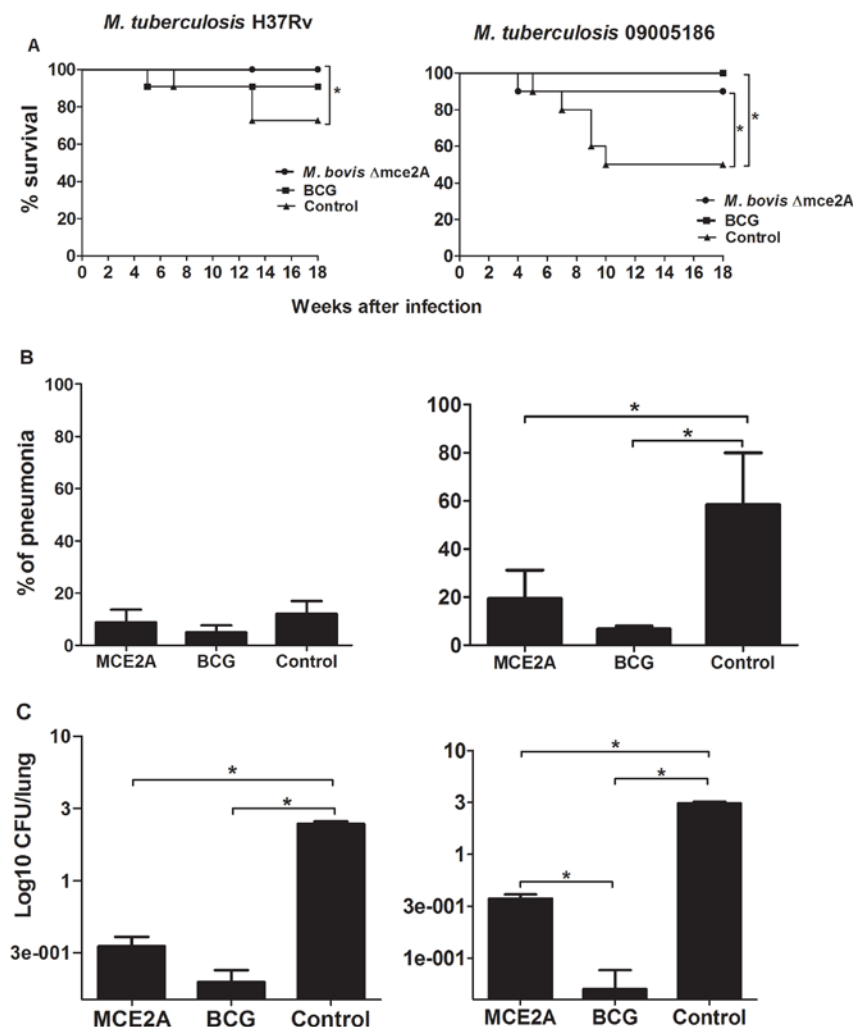 M. tuberculosis H37Rv
M. tuberculosis 09005186
A
% survival
100
80
60
40
20
0
0 2 4 6 8 10 12 14 16 18
*
M. bovis Δmce2A
BCG
Control
100
80
60
40
20
0
0 2 4 6 8 10 12 14 16 18
* *
M. bovis Δmce2A
BCG
Control
Weeks after infection
B
% of pneumonia
100
80
60
40
20
0
MCE2A BCG Control
100
80
60
40
20
0
*
*
MCE2A BCG Control
C
Log10 CFU/lung
10
3
1
3e-001
*
*
MCE2A BCG Control
10
3
1
3e-001
1e-001
*
*
*
MCE2A BCG Control